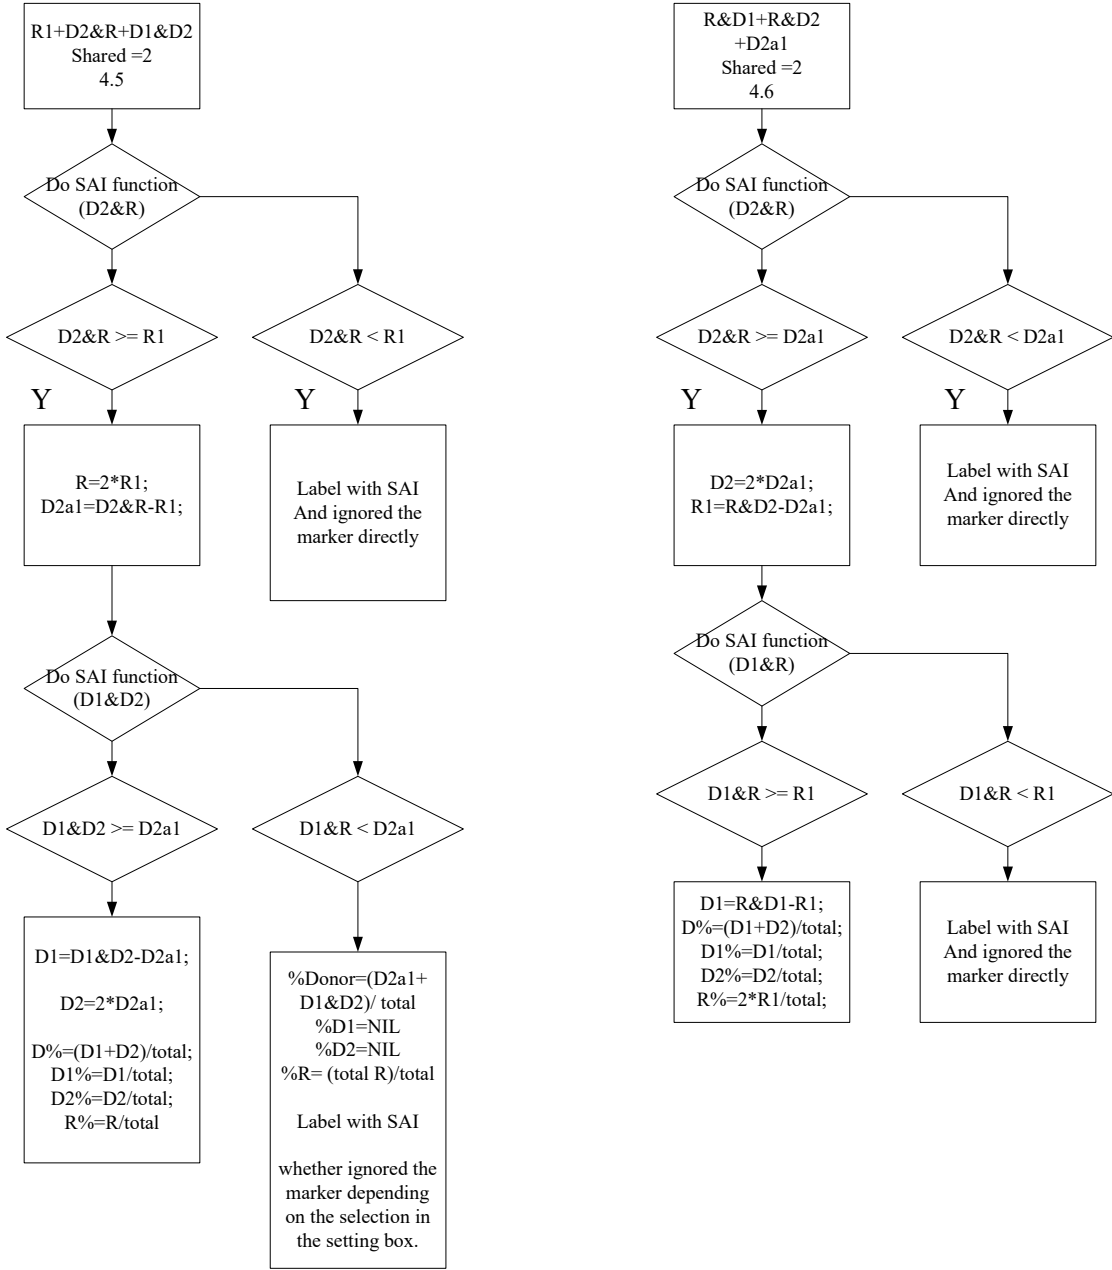 R1+D2&R+D1&D2
Shared =2
4.5
Do SAI function
(D2&R)
D2&R >= R1
D2&R < R1
Y
Y
R=2*R1;
D2a1=D2&R-R1;
Label with SAI
And ignored the
marker directly
Do SAI function
(D1&D2)
D1&D2 >= D2a1
D1&R < D2a1
D1=D1&D2-D2a1;
D2=2*D2a1;
D%=(D1+D2)/total;
D1%=D1/total;
D2%=D2/total;
R%=R/total
%Donor=(D2a1+
D1&D2)/ total
%D1=NIL
%D2=NIL
%R= (total R)/total
Label with SAI
whether ignored the
marker depending
on the selection in
the setting box.
R&D1+R&D2
+D2a1
Shared =2
4.6
Do SAI function
(D2&R)
D2&R >= D2a1
D2&R < D2a1
Y
Y
D2=2*D2a1;
R1=R&D2-D2a1;
Label with SAI
And ignored the
marker directly
Do SAI function
(D1&R)
D1&R >= R1
D1&R < R1
D1=R&D1-R1;
D%=(D1+D2)/total;
D1%=D1/total;
D2%=D2/total;
R%=2*R1/total;
Label with SAI
And ignored the
marker directly